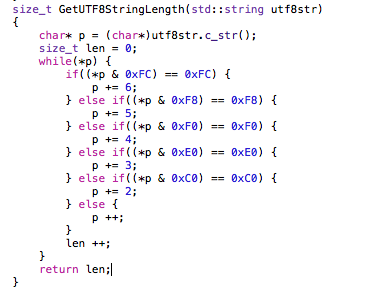 size_t GetUTF8StringLength(std::string utf8str)
{
    char* p = (char*)utf8str.c_str();
    size_t len = 0;
    while(*p) {
        if((*p & 0xFC) == 0xFC) {
            p += 6;
        } else if((*p & 0xF8) == 0xF8) {
            p += 5;
        } else if((*p & 0xF0) == 0xF0) {
            p += 4;
        } else if((*p & 0xE0) == 0xE0) {
            p += 3;
        } else if((*p & 0xC0) == 0xC0) {
            p += 2;
        } else {
            p ++;
        }
        len ++;
    }
    return len;
}